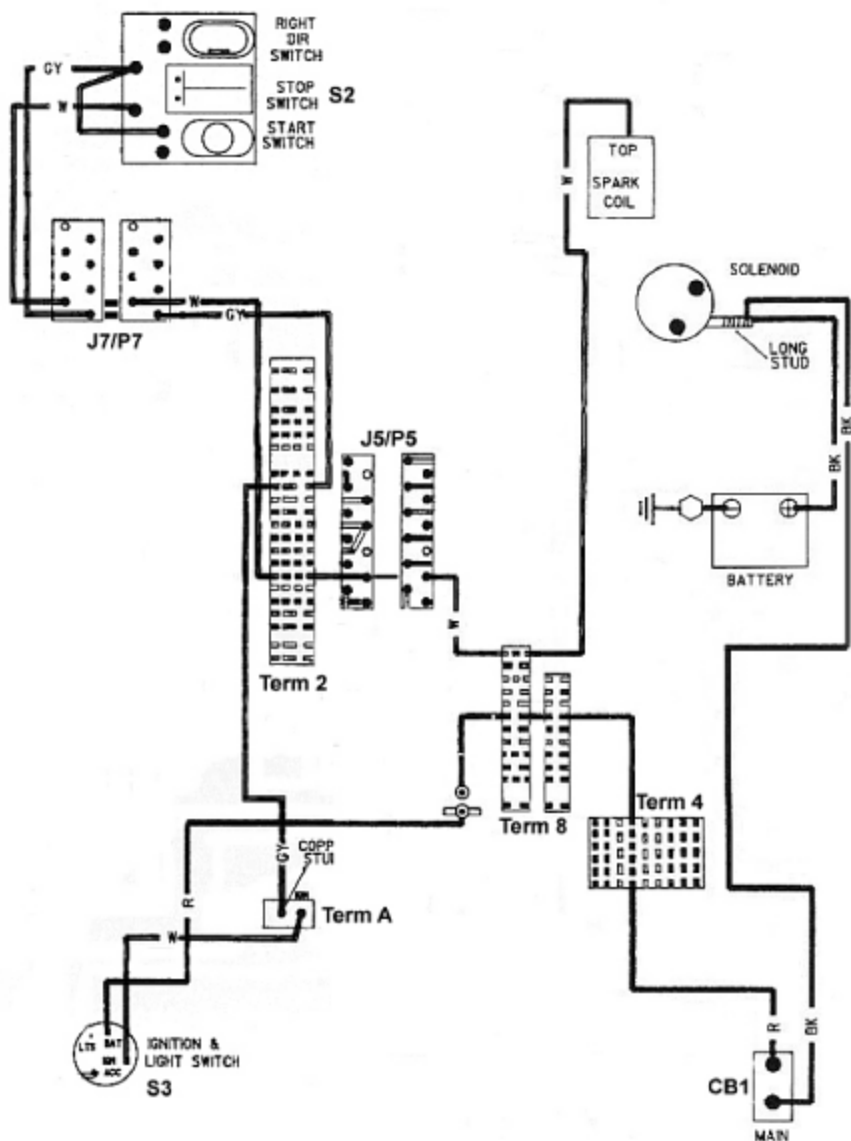 RIGHT
DIR
SWITCH
GY
STOP
SWITCH
S2
W
START
SWITCH
TOP
SPARK
COIL
W
SOLENOID
W
GY
J7/P7
LONG
STUD
J5/P5
BK
BK
BATTERY
W
Term 2
Term 4
Term 8
GY
COPP
STUI
R
IGN
Term A
W
LTS
BAT
IGN
ACC
IGNITION &
LIGHT SWITCH
S3
R
BK
CB1
MAIN